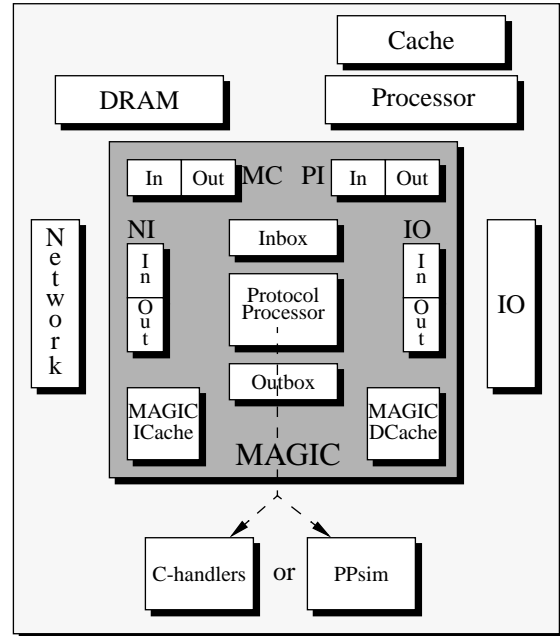 Cache
DRAM
Processor
In Out MC PI In Out
NI
IO
Network
In
Out
Inbox
Protocol
Processor
Outbox
In
Out
IO
MAGIC
ICache
MAGIC
DCache
MAGIC
C-handlers or PPsim